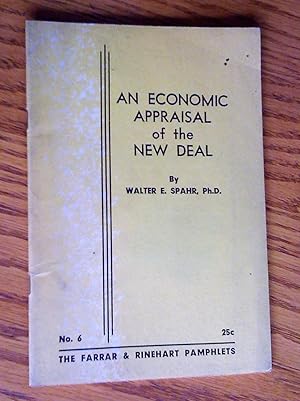 AN ECONOMIC
APPRAISAL
of the
NEW DEAL
By
WALTER E. SPAHR, Ph.D.
No. 6 25c
THE FARRAR & RINEHART PAMPHLETS